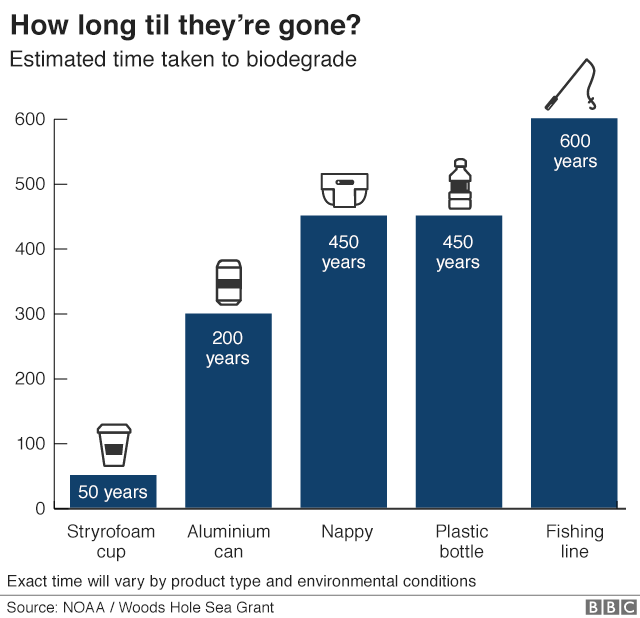 How long til they're gone?
Estimated time taken to biodegrade
600
500
400
300
200
100
0
50 years
200
years
450
years
450
years
600
years
Stryrofoam
cup
Aluminium
can
Nappy
Plastic
bottle
Fishing
line
Exact time will vary by product type and environmental conditions
Source: NOAA / Woods Hole Sea Grant
BBC